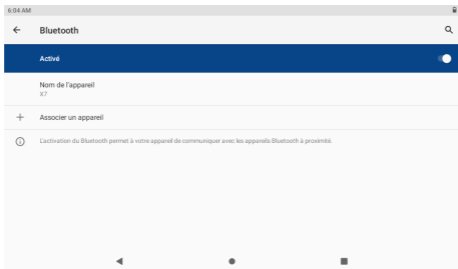 6:04 AM
Bluetooth
Activé
Nom de l'appareil
X7
Associer un appareil
L'activation du Bluetooth permet à votre appareil de communiquer avec les appareils Bluetooth à proximité.